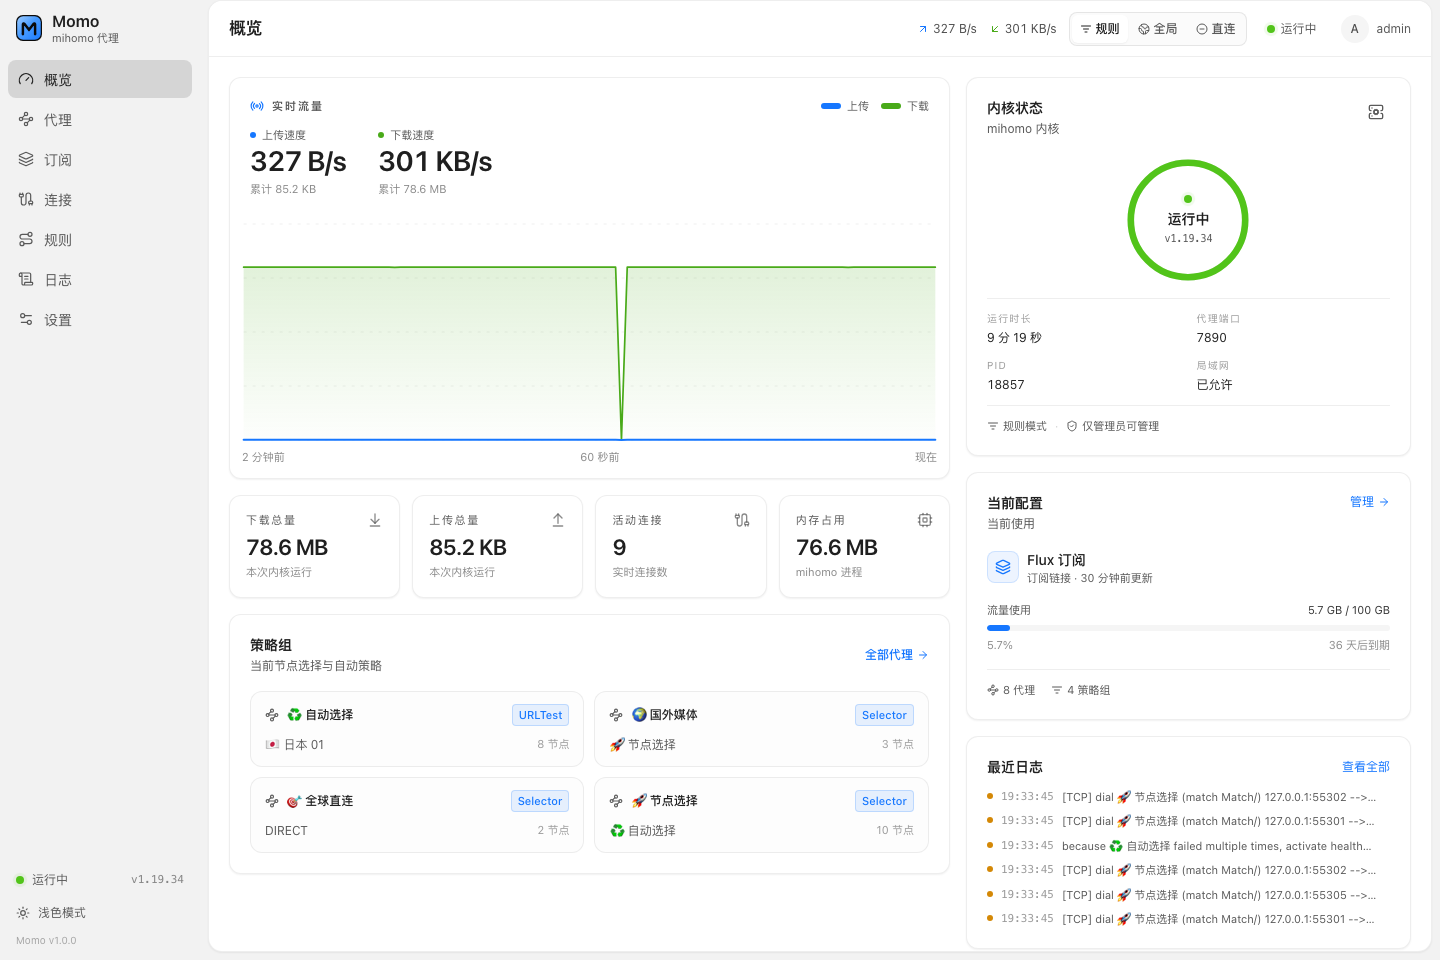 Momo
mihomo 代理
概览
代理
订阅
连接
规则
日志
设置
运行中 v1.19.34
浅色模式
Momo v1.0.0
概览
327 B/s 301 KB/s 规则 全局 直连 运行中 A admin
实时流量 上传 下载
上传速度 下载速度
327 B/s 301 KB/s
累计 85.2 KB 累计 78.6 MB
2 分钟前 60 秒前 现在
下载总量
78.6 MB
本次内核运行
上传总量
85.2 KB
本次内核运行
活动连接
9
实时连接数
内存占用
76.6 MB
mihomo 进程
策略组
当前节点选择与自动策略
全部代理
自动选择 URLTest
日本 01 8 节点
国外媒体 Selector
节点选择 3 节点
全球直连 Selector
DIRECT 2 节点
节点选择 Selector
自动选择 10 节点
内核状态
mihomo 内核
运行中
v1.19.34
运行时长 代理端口
9 分 19 秒 7890
PID 局域网
18857 已允许
规则模式 · 仅管理员可管理
当前配置 管理
当前使用
Flux 订阅
订阅链接 · 30 分钟前更新
流量使用 5.7 GB / 100 GB
5.7% 36 天后到期
8 代理 4 策略组
最近日志 查看全部
19:33:45 [TCP] dial 🚀 节点选择 (match Match/) 127.0.0.1:55302 -->...
19:33:45 [TCP] dial 🚀 节点选择 (match Match/) 127.0.0.1:55301 -->...
19:33:45 because ♻️ 自动选择 failed multiple times, activate health...
19:33:45 [TCP] dial 🚀 节点选择 (match Match/) 127.0.0.1:55302 -->...
19:33:45 [TCP] dial 🚀 节点选择 (match Match/) 127.0.0.1:55305 -->...
19:33:45 [TCP] dial 🚀 节点选择 (match Match/) 127.0.0.1:55301 -->...